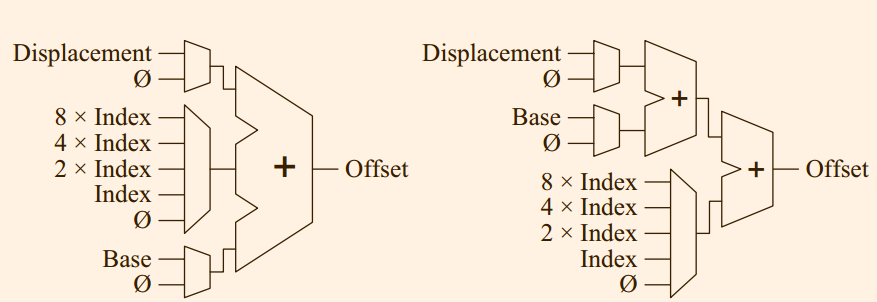 Displacement
Ø
8 × Index
4 × Index
2 × Index
Index
Ø
Base
Ø
+
Offset
Displacement
Ø
Base
Ø
+
8 × Index
4 × Index
2 × Index
Index
Ø
+
Offset